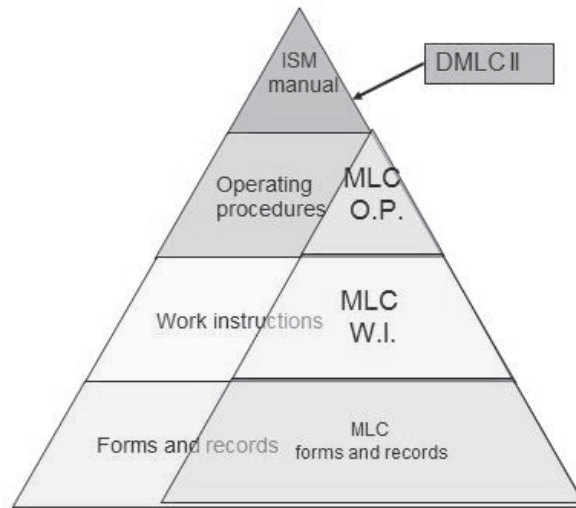 ISM
manual
DMLC II
Operating
procedures
MLC
O.P.
Work instructions
MLC
W.I.
Forms and records
MLC
forms and records